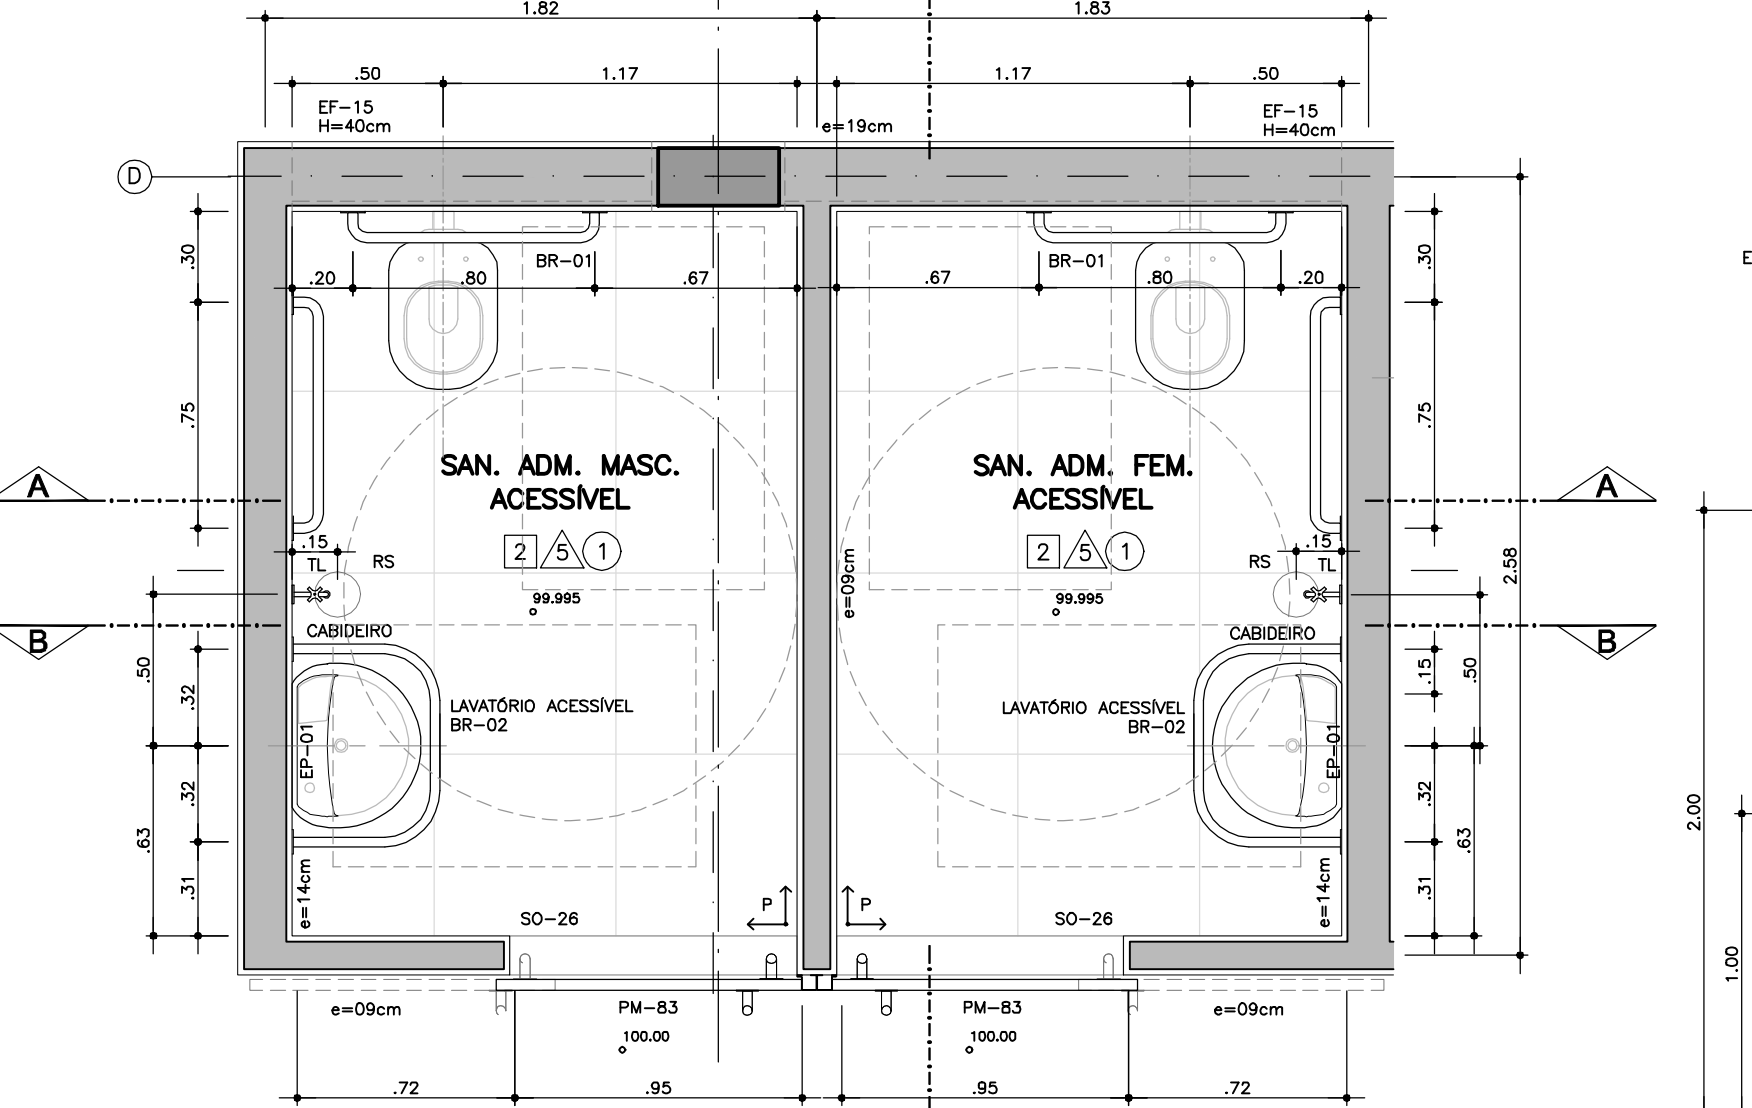 1.82 1.83
.50 1.17 1.17 .50
EF-15
H=40cm
e=19cm
EF-15
H=40cm
D
.30
BR-01
BR-01
.30
E
.20 .80 .67 .67 .80 .20
.75
.75
SAN. ADM. MASC.
ACESSÍVEL
SAN. ADM. FEM.
ACESSÍVEL
A
A
2 5 1
2 5 1
.15
TL
RS
RS
.15
TL
e=09cm
2.58
99.995
99.995
CABIDEIRO
CABIDEIRO
B
B
.50
.32
.15
.50
LAVATÓRIO ACESSÍVEL
BR-02
LAVATÓRIO ACESSÍVEL
BR-02
EP-01
EP-01
.32
.32
.63
.63
2.00
.31
.31
e=14cm
e=14cm
P
P
SO-26
SO-26
1.00
e=09cm
PM-83
PM-83
e=09cm
100.00
100.00
.72 .95 .95 .72